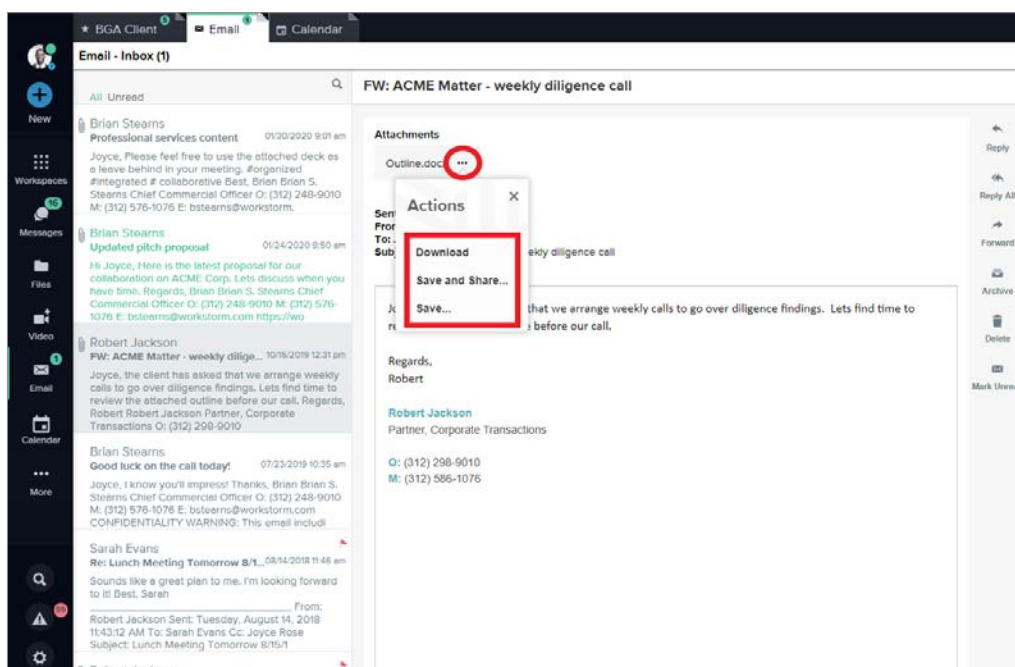 ★ BGA Client 5
Email 1
Calendar
Email - Inbox (1)
New
Workspaces
16
Messages
Files
Video
1
Email
Calendar
More
59
All Unread
Brian Stearns
Professional services content 01/30/2020 9:01 am
Joyce, Please feel free to use the attached deck as
a leave behind in your meeting. #organized
#integrated # collaborative Best, Brian Brian S.
Stearns Chief Commercial Officer O: (312) 248-9010
M: (312) 576-1076 E: bstearns@workstorm.
Brian Stearns
Updated pitch proposal 01/24/2020 9:50 am
Hi Joyce, Here is the latest proposal for our
collaboration on ACME Corp. Lets discuss when you
have time. Regards, Brian Brian S. Stearns Chief
Commercial Officer O: (312) 248-9010 M: (312) 576-
1076 E: bstearns@workstorm.com https://wo
Robert Jackson
FW: ACME Matter - weekly dilige... 10/15/2019 12:31 pm
Joyce, the client has asked that we arrange weekly
calls to go over diligence findings. Lets find time to
review the attached outline before our call. Regards,
Robert Robert Jackson Partner, Corporate
Transactions O: (312) 298-9010
Brian Stearns
Good luck on the call today! 07/23/2019 10:35 am
Joyce, I know you'll impress! Thanks, Brian Brian S.
Stearns Chief Commercial Officer O: (312) 248-9010
M: (312) 576-1076 E: bstearns@workstorm.com
CONFIDENTIALITY WARNING: This email includi
Sarah Evans
Re: Lunch Meeting Tomorrow 8/1... 08/14/2018 11:46 am
Sounds like a great plan to me. I'm looking forward
to it! Best, Sarah
From:
Robert Jackson Sent: Tuesday, August 14, 2018
11:43:12 AM To: Sarah Evans Cc: Joyce Rose
Subject: Lunch Meeting Tomorrow 8/15/1
FW: ACME Matter - weekly diligence call
Attachments
Outline.doc ...
Actions ×
Sen
From
To:
Sub ekly diligence call
Download
Save and Share...
Save...
that we arrange weekly calls to go over diligence findings. Lets find time to
before our call.
Regards,
Robert
Robert Jackson
Partner, Corporate Transactions
O: (312) 298-9010
M: (312) 586-1076
Reply
Reply All
Forward
Archive
Delete
Mark Unrea